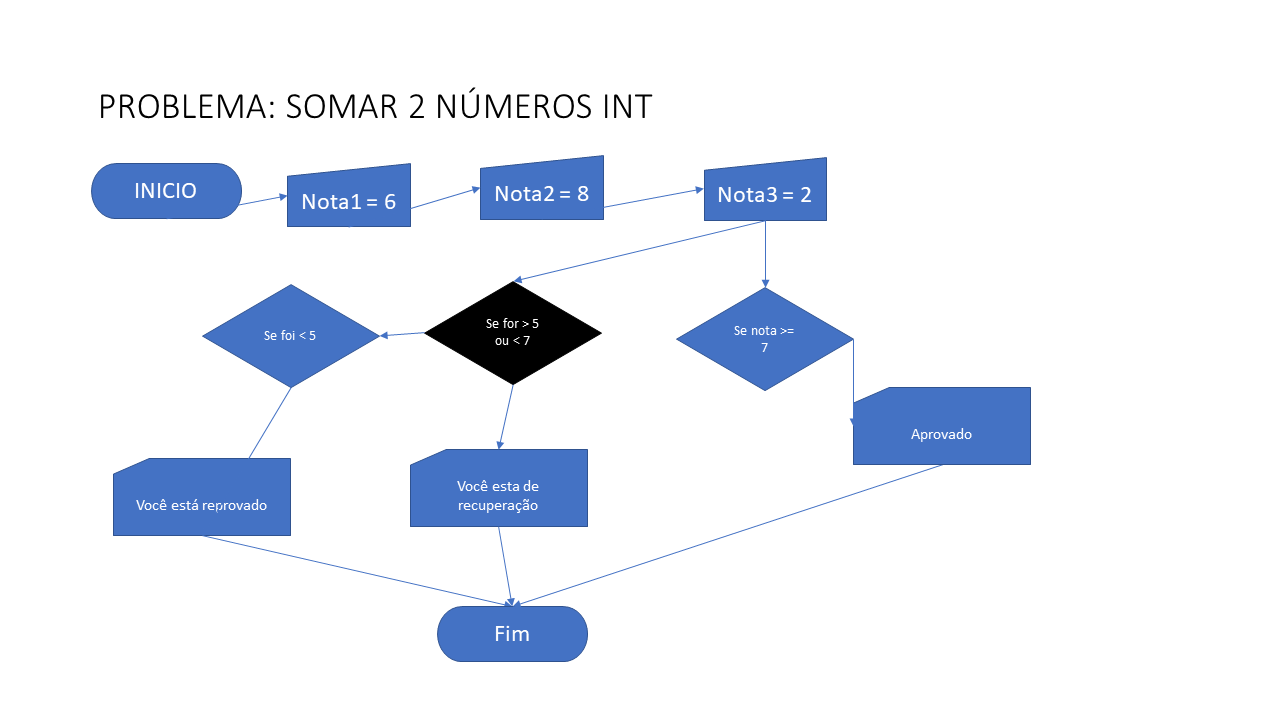 PROBLEMA: SOMAR 2 NÚMEROS INT
INICIO
Nota1 = 6
Nota2 = 8
Nota3 = 2
Se foi < 5
Se for > 5
ou < 7
Se nota >=
7
Aprovado
Você está reprovado
Você esta de
recuperação
Fim